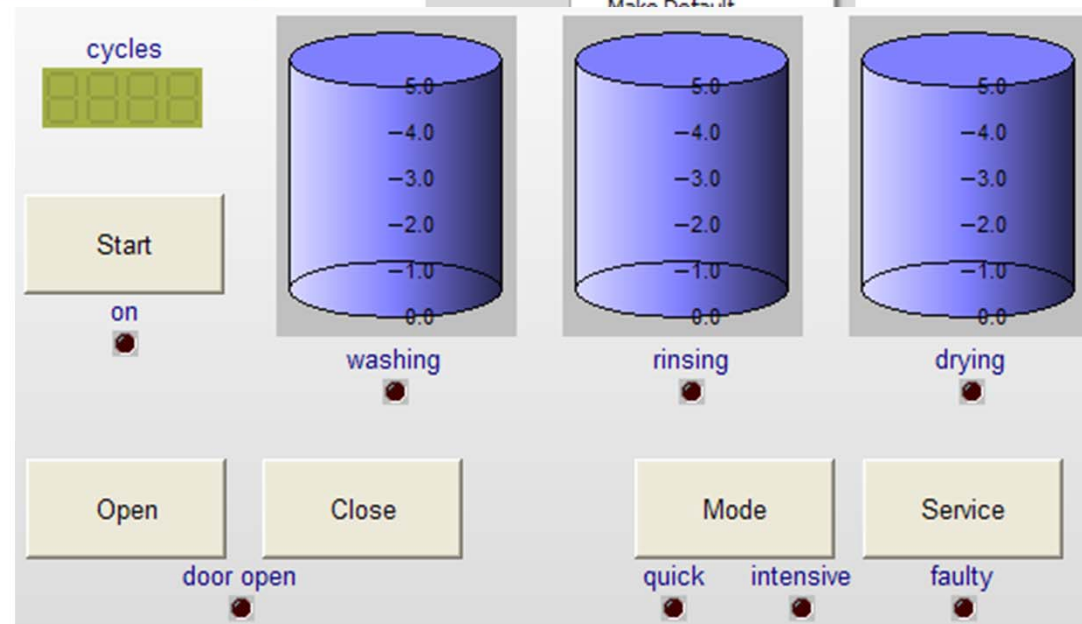 Make Default
cycles
5.0
4.0
3.0
2.0
1.0
0.0
5.0
4.0
3.0
2.0
1.0
0.0
5.0
4.0
3.0
2.0
1.0
0.0
Start
on
washing
rinsing
drying
Open
Close
Mode
Service
door open
quick
intensive
faulty